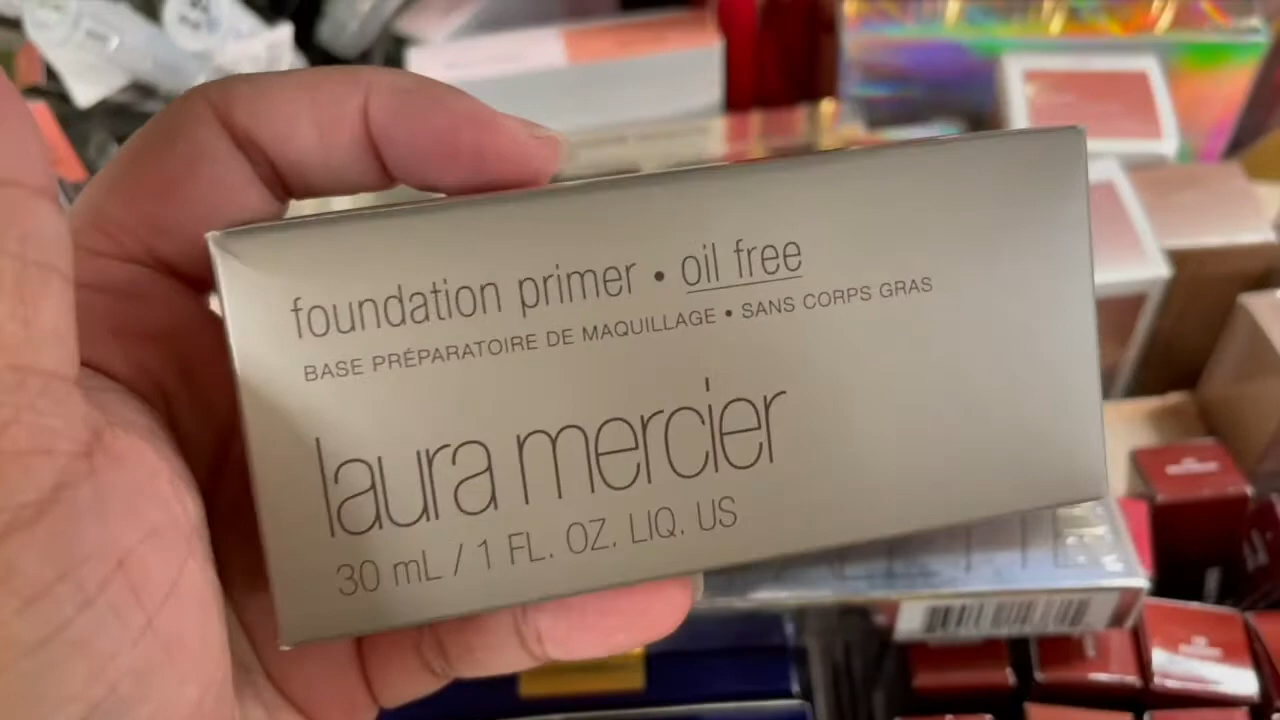 foundation primer • oil free
BASE PRÉPARATOIRE DE MAQUILLAGE • SANS CORPS GRAS
laura mercier
30 mL / 1 FL. OZ. LIQ. US